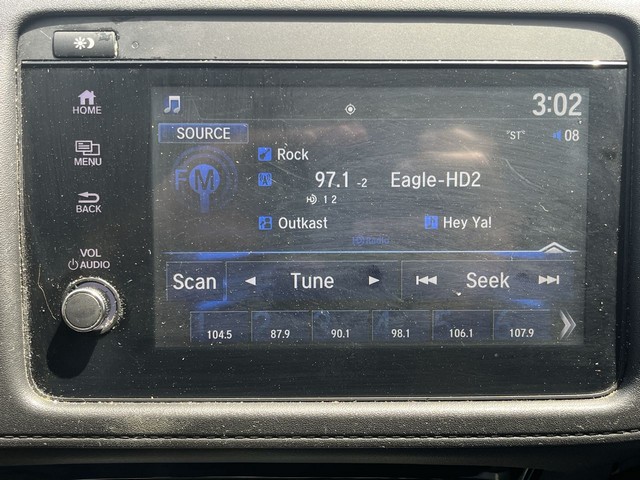 HOME
MENU
BACK
VOL
AUDIO
3:02
SOURCE
"ST"
08
FM
Rock
97.1 -2 Eagle-HD2
HD 1 2
Outkast
Hey Ya!
Scan
Tune
Seek
104.5 87.9 90.1 98.1 106.1 107.9